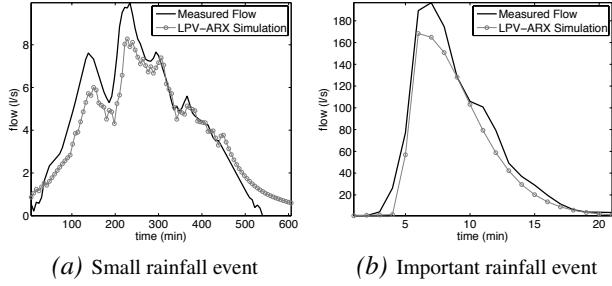 Measured Flow
LPV-ARX Simulation
flow (l/s)
8
6
4
2
0
100 200 300 400 500 600
time (min)
(a) Small rainfall event
Measured Flow
LPV-ARX Simulation
flow (l/s)
180
160
140
120
100
80
60
40
20
5 10 15 20
time (min)
(b) Important rainfall event